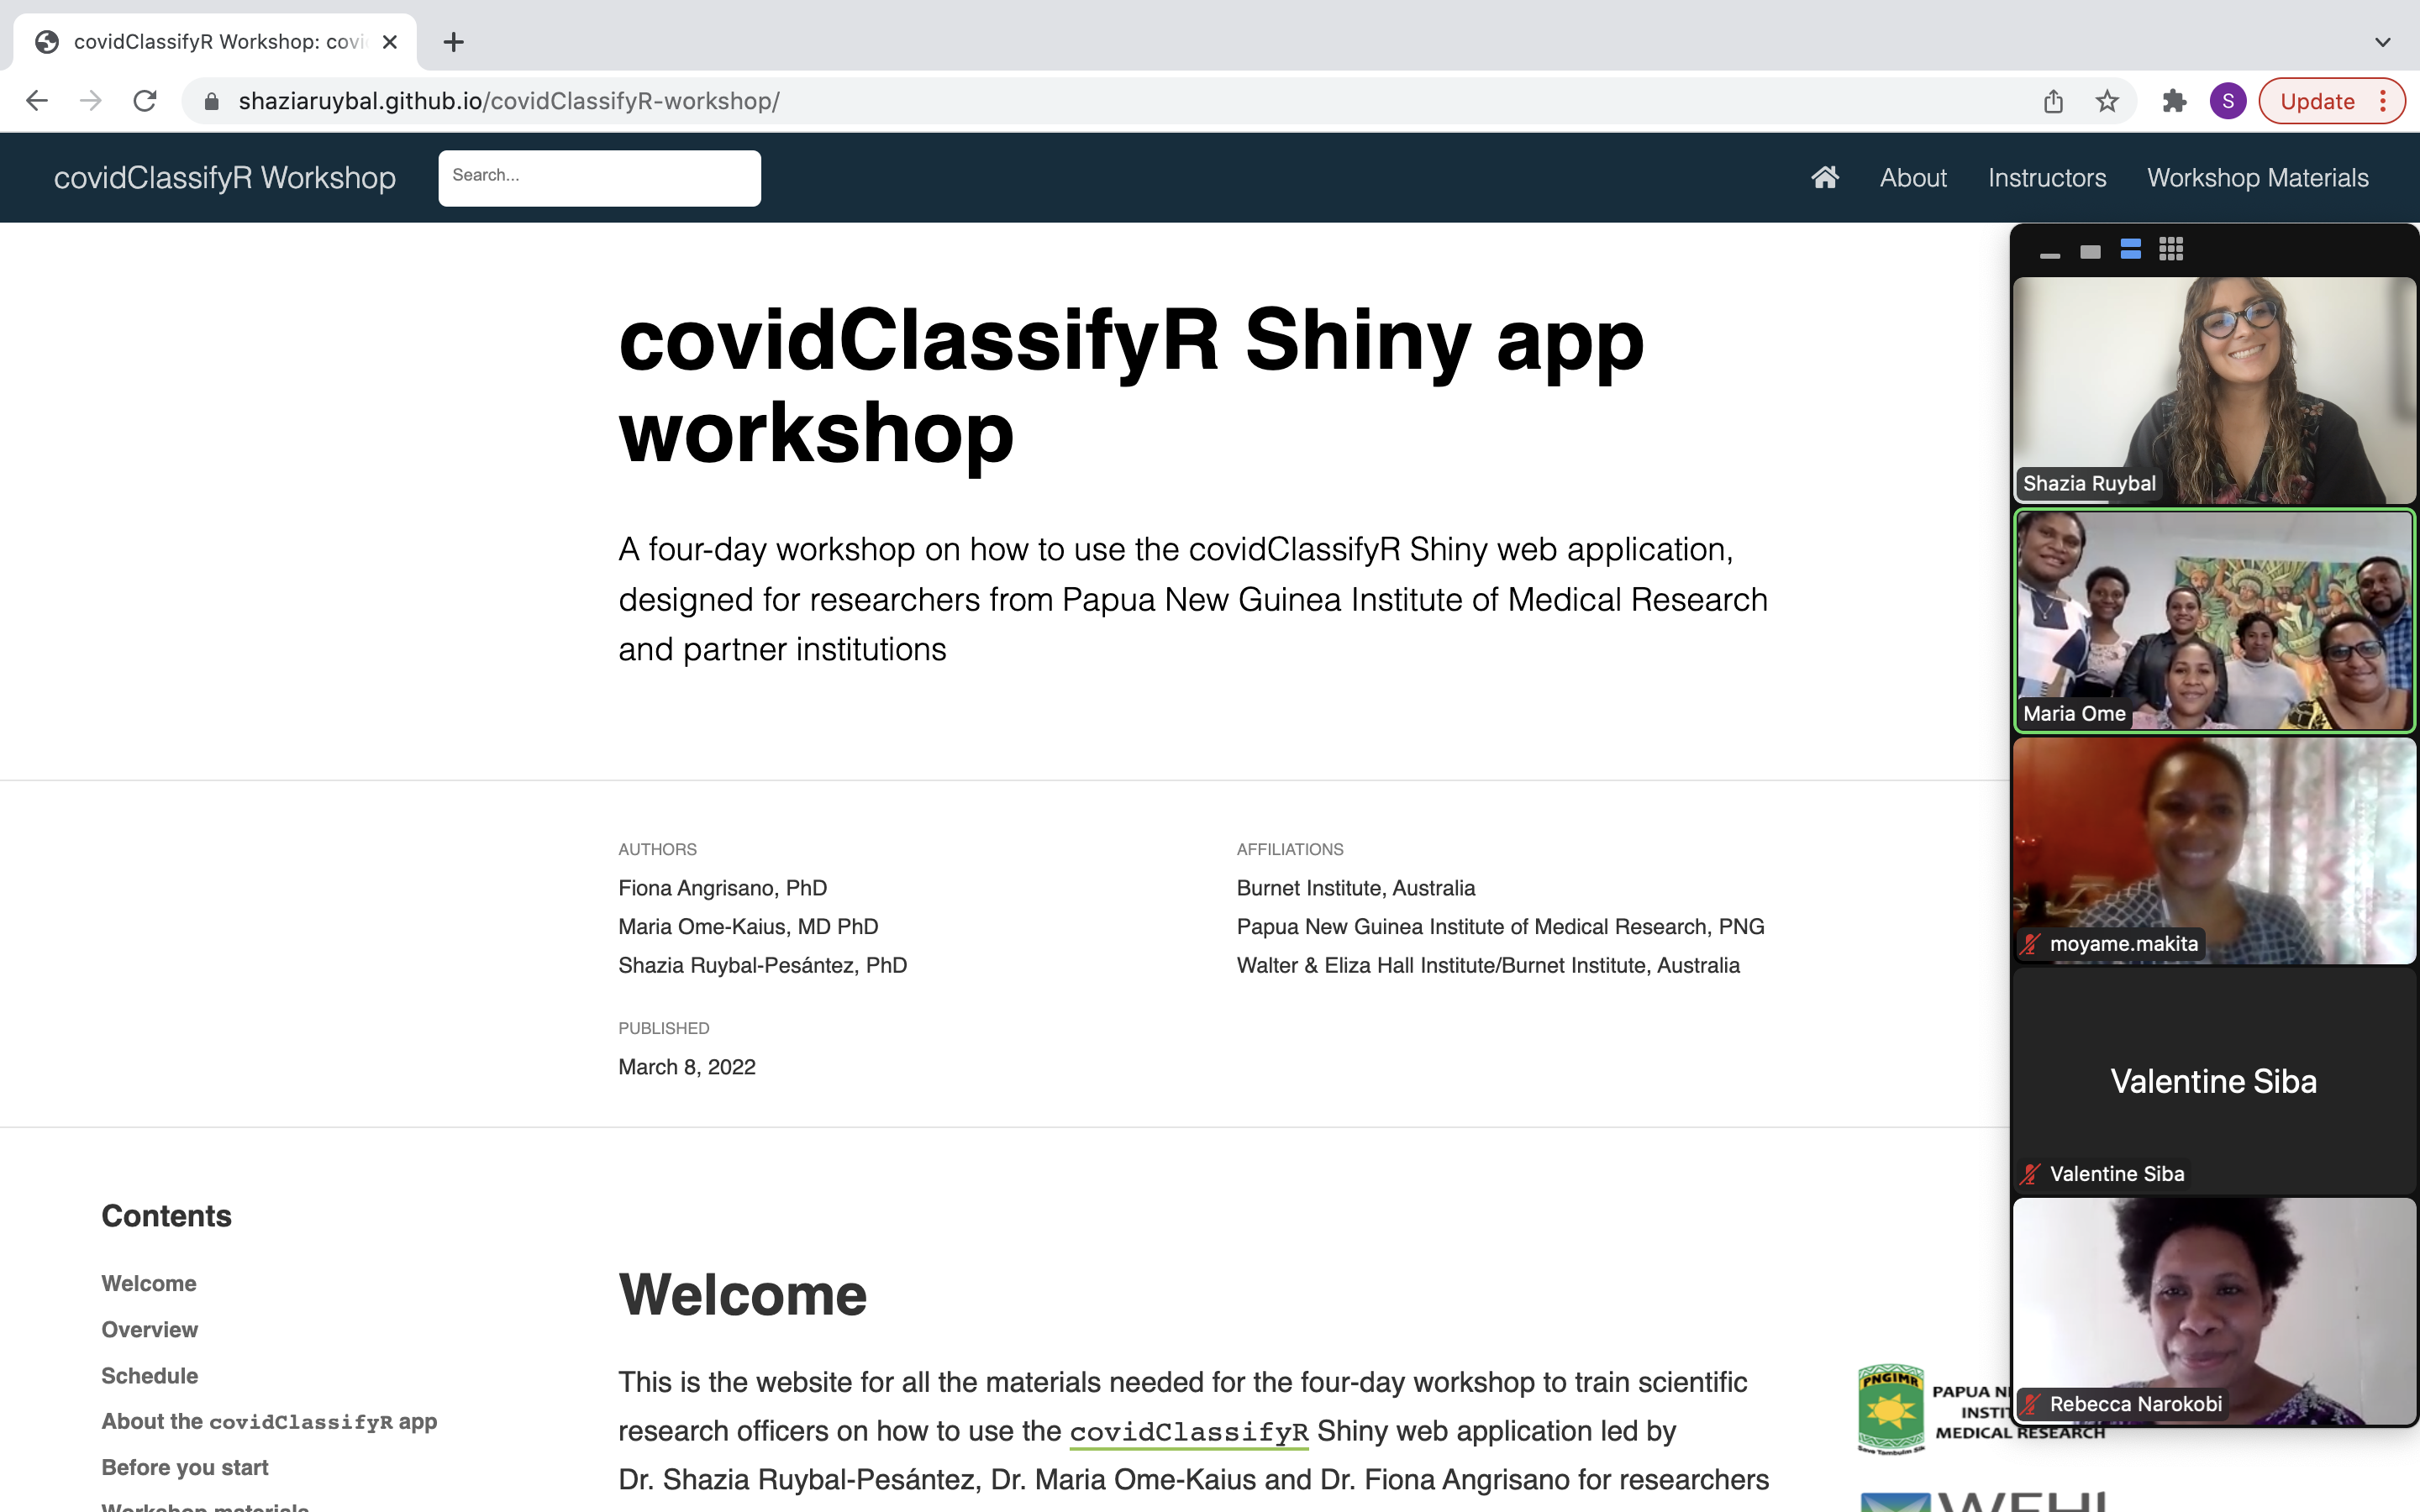 covidClassifyR Workshop: covi
shaziaruybal.github.io/covidClassifyR-workshop/
S
Update
covidClassifyR Workshop
Search...
About
Instructors
Workshop Materials
covidClassifyR Shiny app
workshop
A four-day workshop on how to use the covidClassifyR Shiny web application,
designed for researchers from Papua New Guinea Institute of Medical Research
and partner institutions
AUTHORS
Fiona Angrisano, PhD
Maria Ome-Kaius, MD PhD
Shazia Ruybal-Pesántez, PhD
AFFILIATIONS
Burnet Institute, Australia
Papua New Guinea Institute of Medical Research, PNG
Walter & Eliza Hall Institute/Burnet Institute, Australia
PUBLISHED
March 8, 2022
Contents
Welcome
Overview
Schedule
About the covidClassifyR app
Before you start
Workshop materials
Welcome
This is the website for all the materials needed for the four-day workshop to train scientific
research officers on how to use the covidClassifyR Shiny web application led by
Dr. Shazia Ruybal-Pesántez, Dr. Maria Ome-Kaius and Dr. Fiona Angrisano for researchers
PNGIMR
PAPUA
INSTIT
MEDICAL RESEARCH
WEHI
Shazia Ruybal
Maria Ome
moyame.makita
Valentine Siba
Valentine Siba
Rebecca Narokobi